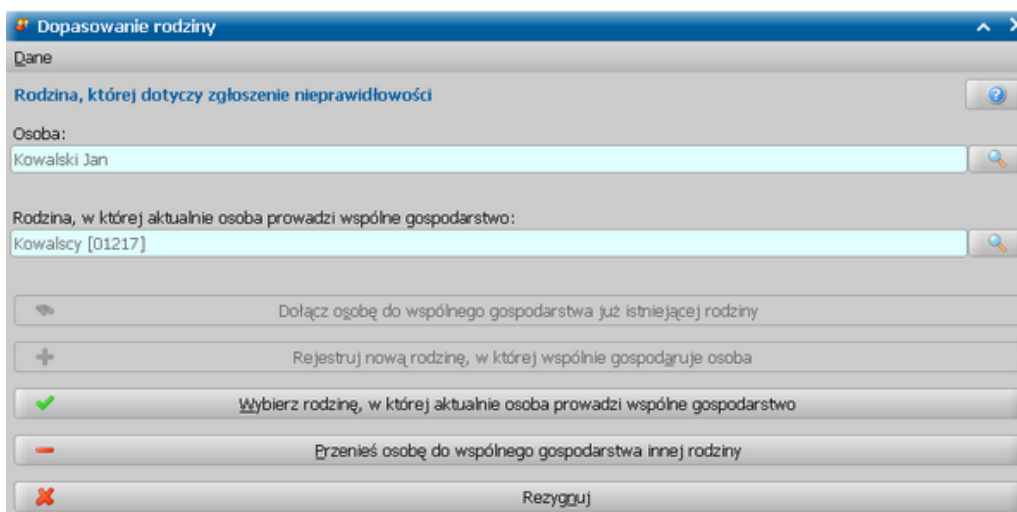 Dopasowanie rodziny
Dane
Rodzina, której dotyczy zgłoszenie nieprawidłowości
Osoba:
Kowalski Jan
Rodzina, w której aktualnie osoba prowadzi wspólne gospodarstwo:
Kowalscy [01217]
Dołącz osobę do wspólnego gospodarstwa już istniejącej rodziny
Rejestruj nową rodzinę, w której wspólnie gospodaruje osoba
Wybierz rodzinę, w której aktualnie osoba prowadzi wspólne gospodarstwo
Przenieś osobę do wspólnego gospodarstwa innej rodziny
Rezygnuj